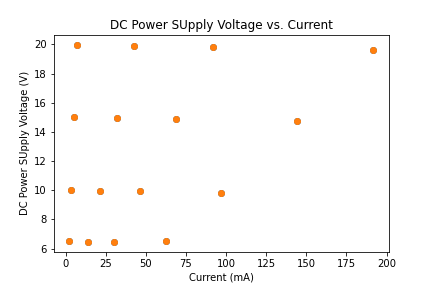 DC Power SUpply Voltage vs. Current
20
18
16
14
12
10
8
6
DC Power SUpply Voltage (V)
0 25 50 75 100 125 150 175 200
Current (mA)